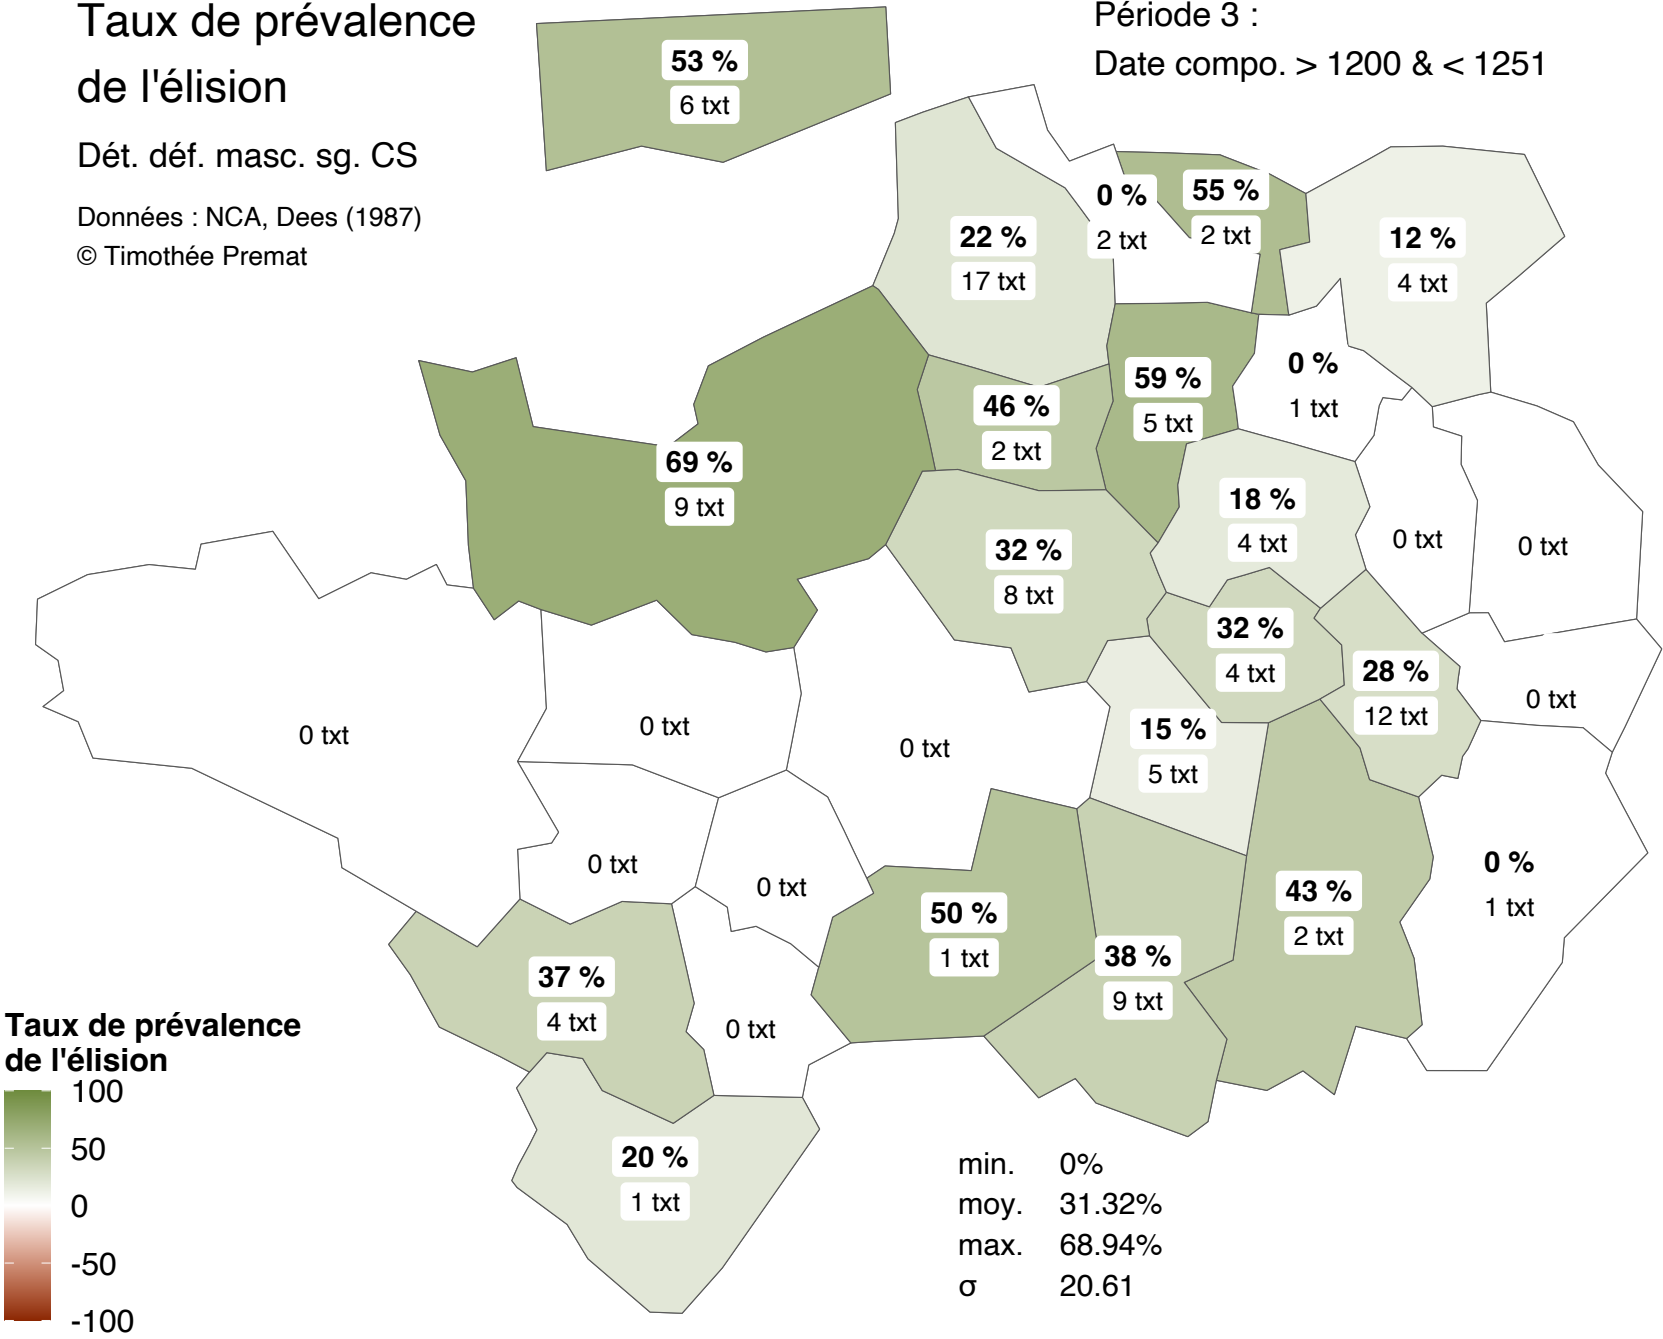 Taux de prévalence
de l'élision
Dét. déf. masc. sg. CS
Données : NCA, Dees (1987)
© Timothée Premat
Période 3 :
Date compo. > 1200 & < 1251
53 %
6 txt
0 %
2 txt
55 %
2 txt
22 %
17 txt
12 %
4 txt
59 %
5 txt
0 %
1 txt
46 %
2 txt
69 %
9 txt
18 %
4 txt
0 txt
0 txt
32 %
8 txt
32 %
4 txt
28 %
12 txt
0 txt
0 txt
0 txt
0 txt
15 %
5 txt
0 txt
0 txt
50 %
1 txt
38 %
9 txt
43 %
2 txt
0 %
1 txt
37 %
4 txt
0 txt
20 %
1 txt
Taux de prévalence
de l'élision
100
50
0
-50
-100
min. 0%
moy. 31.32%
max. 68.94%
σ 20.61